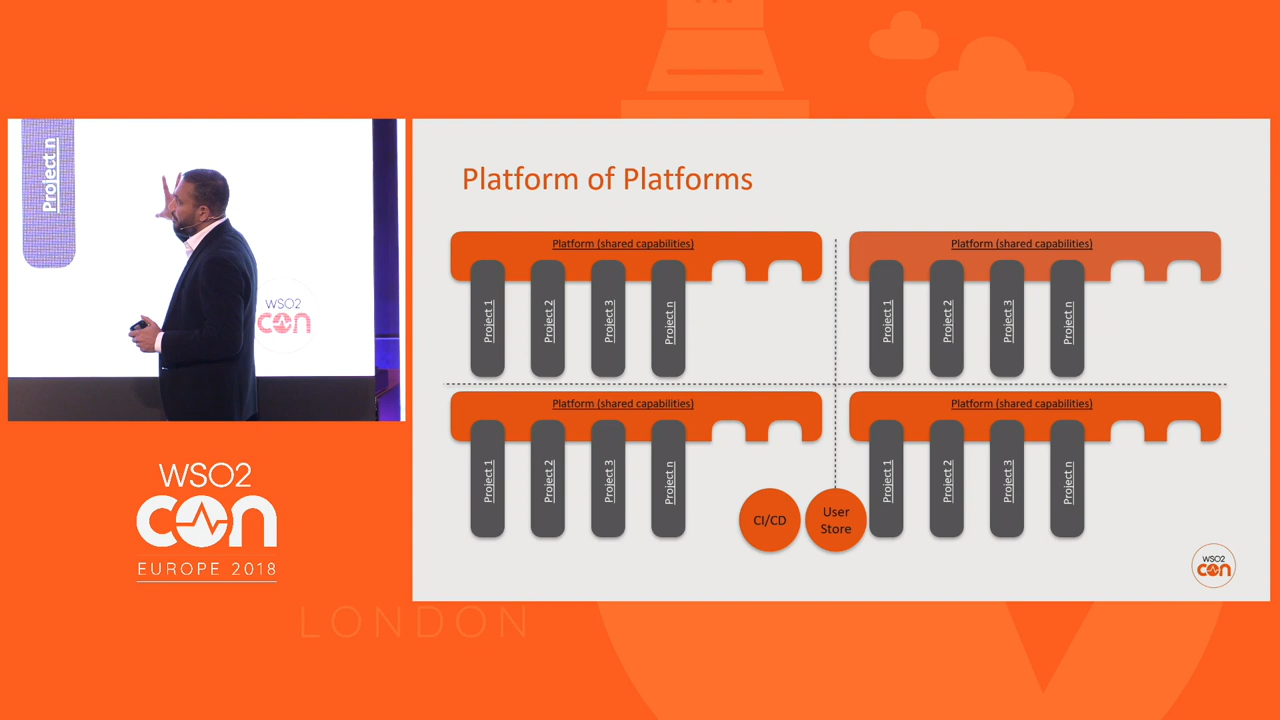 Project n
WSO2
con
WSO2
CON
EUROPE 2018
LONDON
Platform of Platforms
Platform (shared capabilities)
Project 1
Project 2
Project 3
Project n
Platform (shared capabilities)
Project 1
Project 2
Project 3
Project n
Platform (shared capabilities)
Project 1
Project 2
Project 3
Project n
CI/CD
User
Store
Platform (shared capabilities)
Project 1
Project 2
Project 3
Project n
WSO2
con